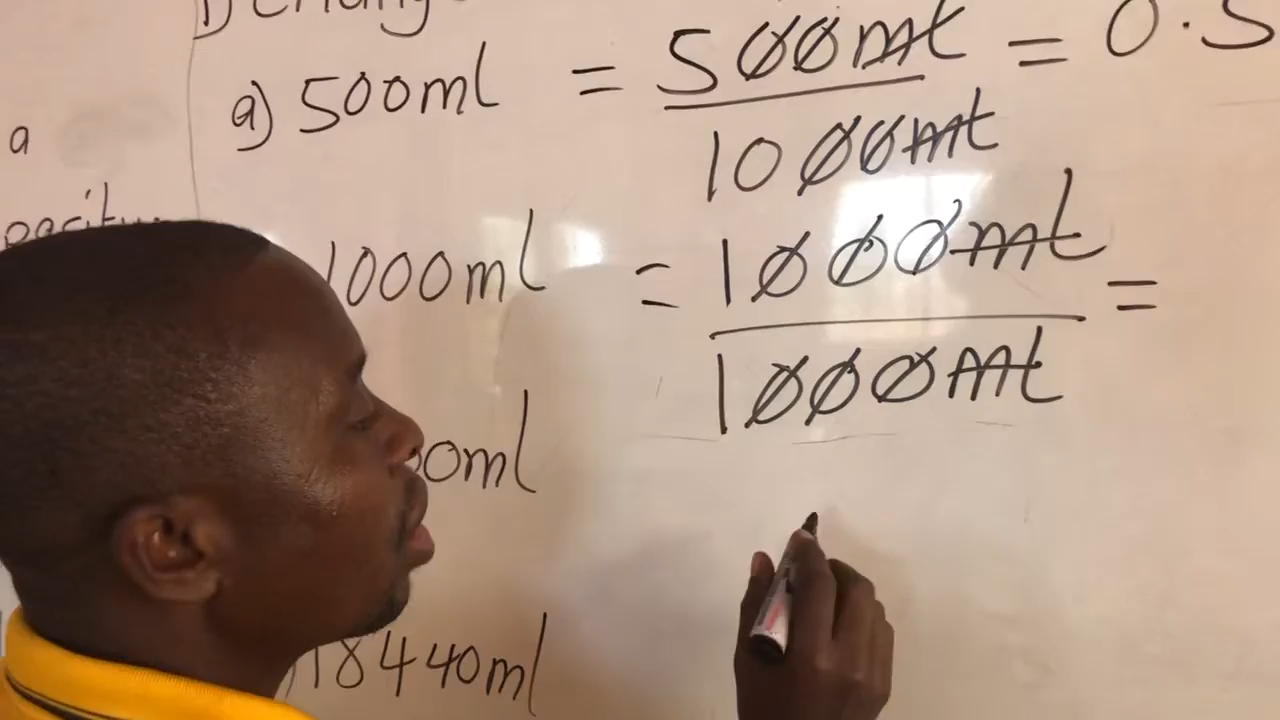 a) 500ml = 500ml / 1000ml = 0.5
a
1000ml = 1000ml / 1000ml =
0ml
18440ml